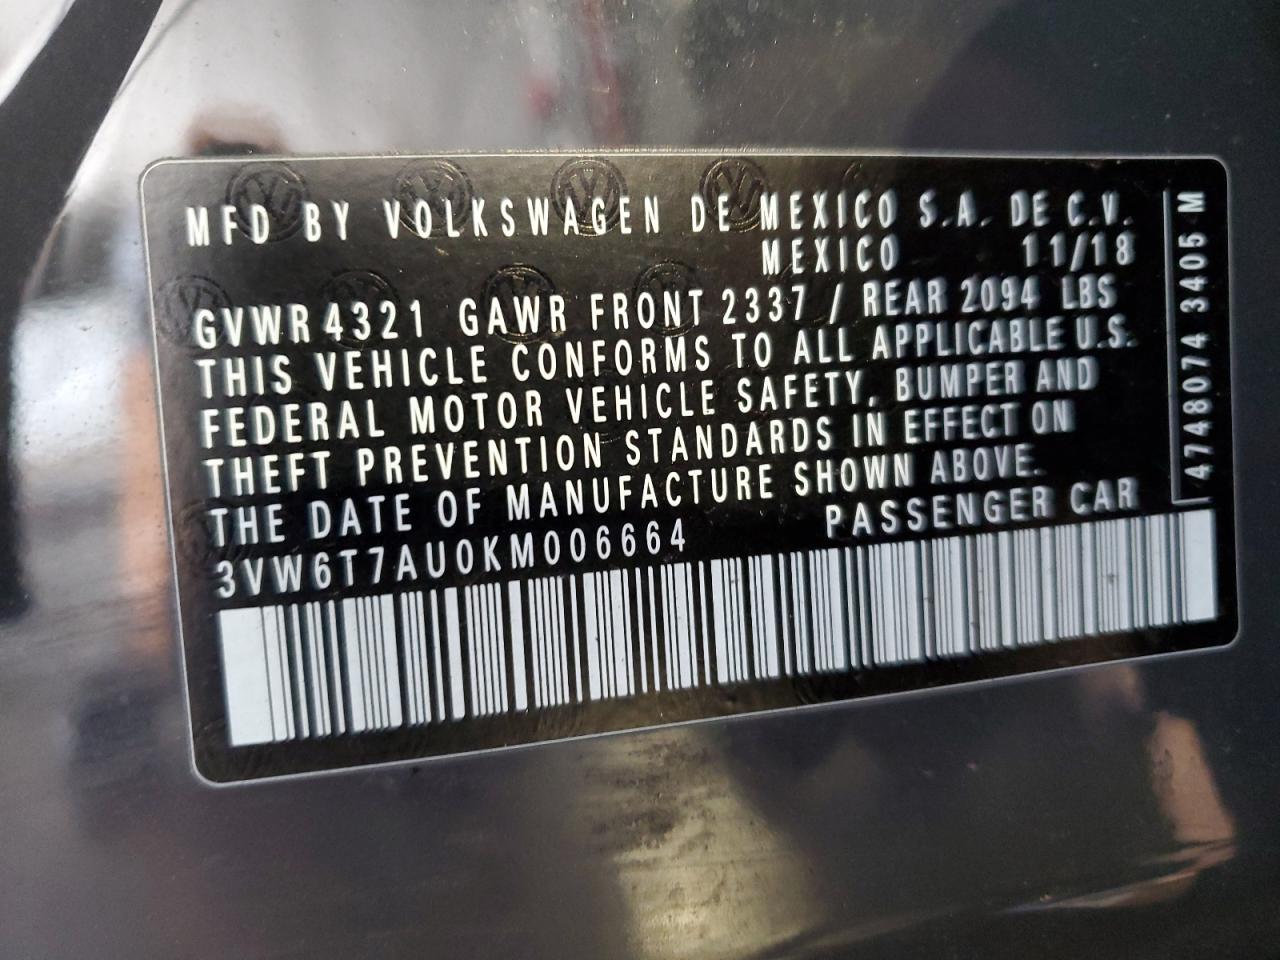 MFD BY VOLKSWAGEN DE MEXICO S.A. DE C.V.
MEXICO 11/18
GVWR 4321 GAWR FRONT 2337 / REAR 2094 LBS
THIS VEHICLE CONFORMS TO ALL APPLICABLE U.S.
FEDERAL MOTOR VEHICLE SAFETY, BUMPER AND
THEFT PREVENTION STANDARDS IN EFFECT ON
THE DATE OF MANUFACTURE SHOWN ABOVE.
3VW6T7AU0KM006664 PASSENGER CAR
4748074 3405 M